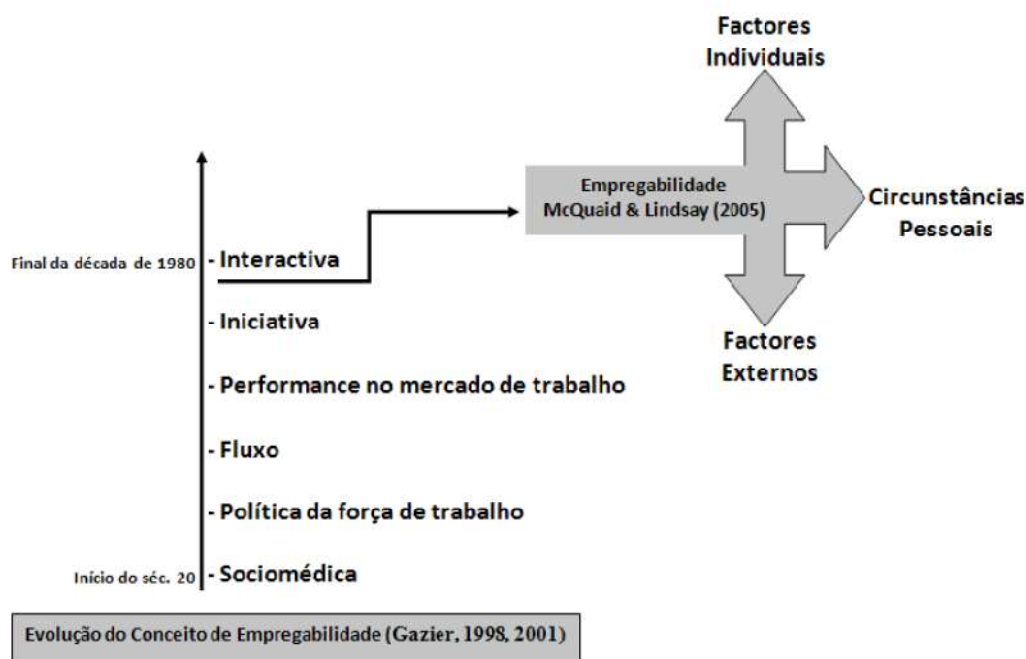 Factores
Individuais
Empregabilidade
McQuaid & Lindsay (2005)
Circunstâncias
Pessoais
Factores
Externos
Final da década de 1980
- Interactiva
- Iniciativa
- Performance no mercado de trabalho
- Fluxo
- Política da força de trabalho
Início do séc. 20
- Sociomédica
Evolução do Conceito de Empregabilidade (Gazier, 1998, 2001)